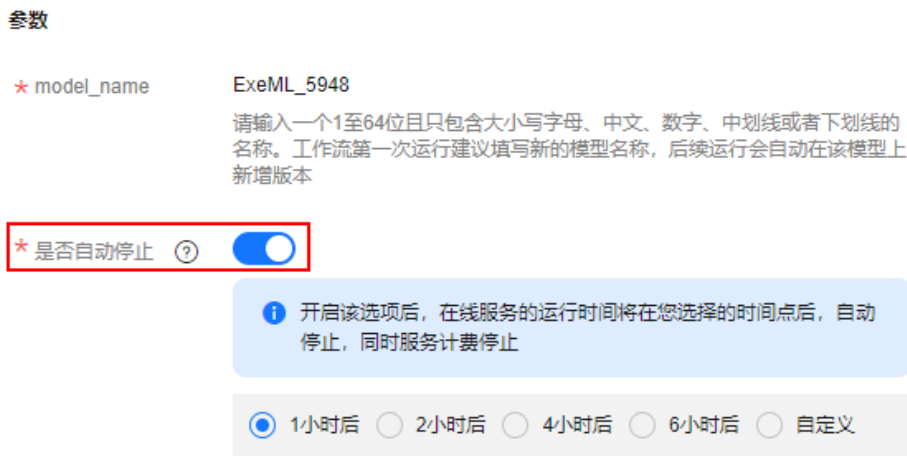 参数
* model_name ExeML_5948
请输入一个1至64位且只包含大小写字母、中文、数字、中划线或者下划线的
名称。工作流第一次运行建议填写新的模型名称，后续运行会自动在该模型上
新增版本
* 是否自动停止 ?
开启该选项后，在线服务的运行时间将在您选择的时间点后，自动
停止，同时服务计费停止
1小时后 2小时后 4小时后 6小时后 自定义